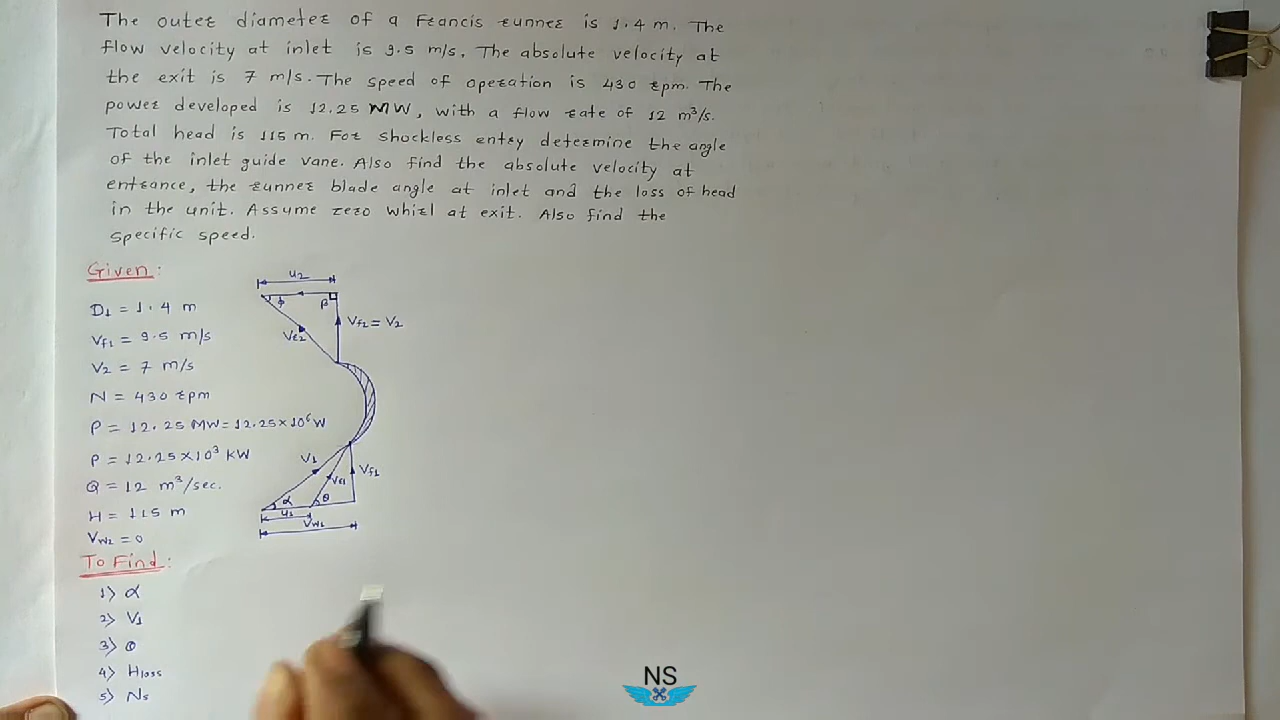 The outer diameter of a Francis runner is 1.4 m. The
flow velocity at inlet is 9.5 m/s. The absolute velocity at
the exit is 7 m/s. The speed of operation is 430 rpm. The
power developed is 12.25 MW, with a flow rate of 12 m³/s.
Total head is 115 m. For shockless entry determine the angle
of the inlet guide vane. Also find the absolute velocity at
entrance, the runner blade angle at inlet and the loss of head
in the unit. Assume zero whirl at exit. Also find the
specific speed.
Given:
D1 = 1.4 m
Vf1 = 9.5 m/s
V2 = 7 m/s
N = 430 rpm
P = 12.25 MW = 12.25×10⁶ W
P = 12.25×10³ KW
Q = 12 m³/sec.
H = 115 m
Vw2 = 0
u2
ϕ
β
Vr2
Vf2 = V2
V1
Vr1
Vf1
α
θ
u1
Vw1
To Find:
1) α
2) V1
3) θ
4) Hloss
5) Ns
NS